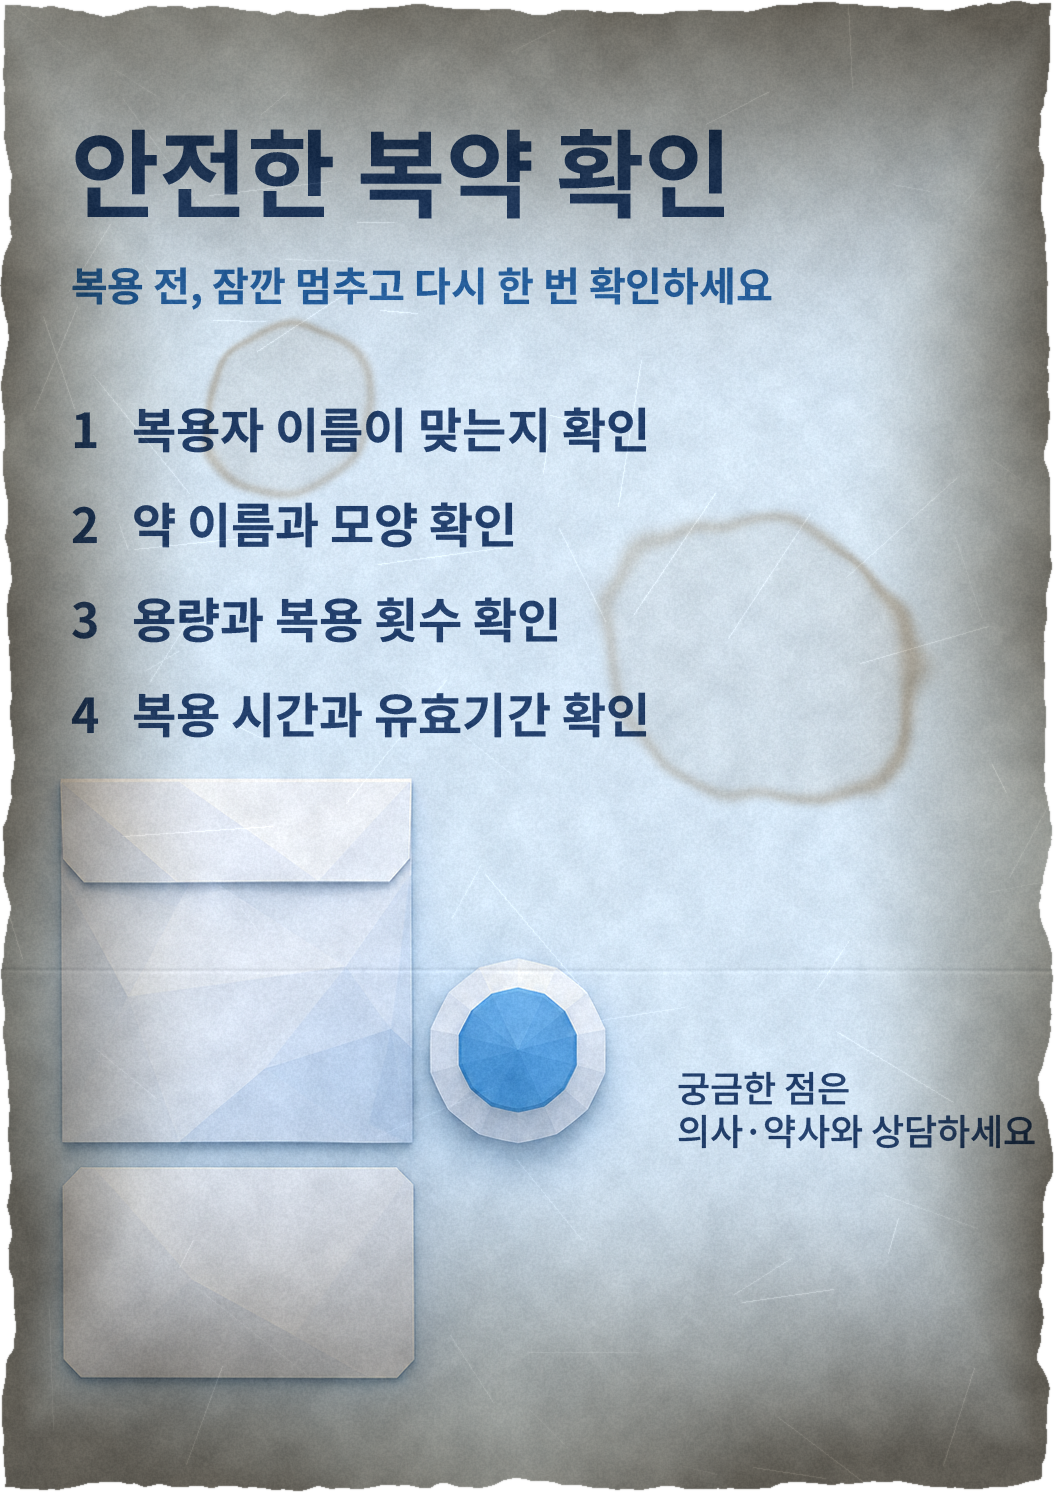 안전한 복약 확인
복용 전, 잠깐 멈추고 다시 한 번 확인하세요
1 복용자 이름이 맞는지 확인
2 약 이름과 모양 확인
3 용량과 복용 횟수 확인
4 복용 시간과 유효기간 확인
궁금한 점은
의사·약사와 상담하세요